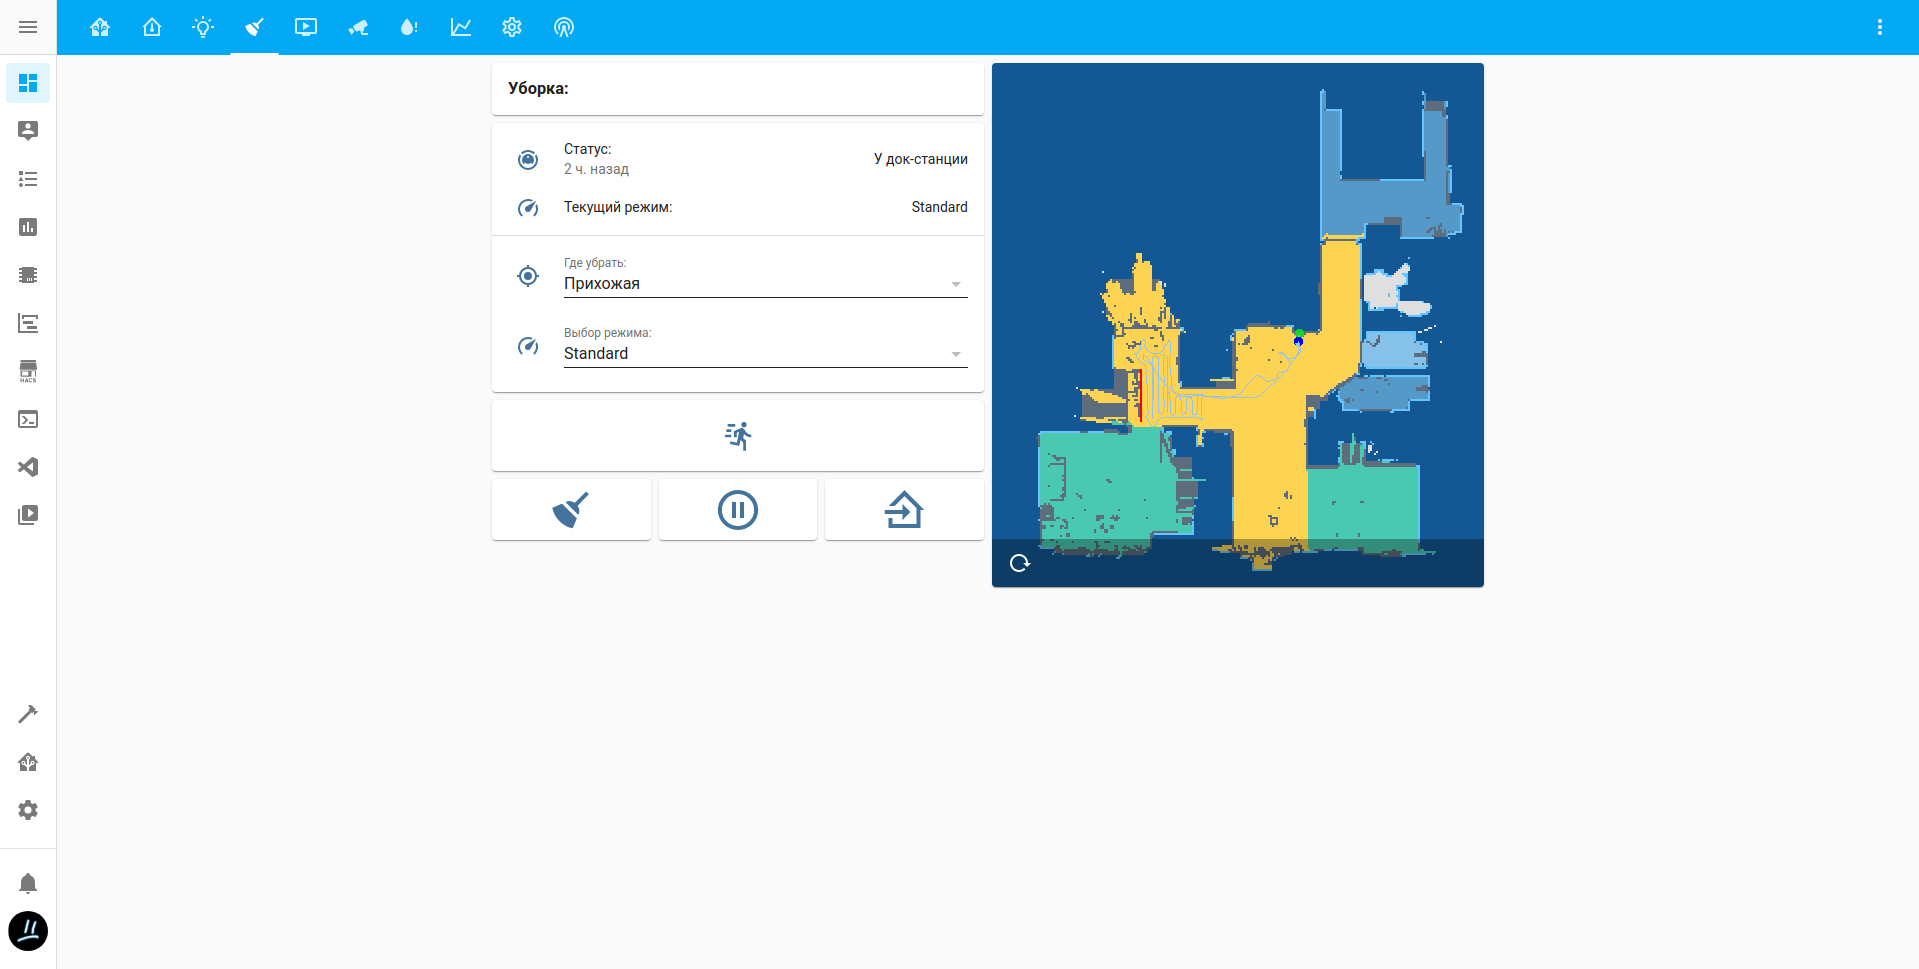 Уборка:
Статус:
2 ч. назад
У док-станции
Текущий режим:
Standard
Где убрать:
Прихожая
Выбор режима:
Standard
HACS